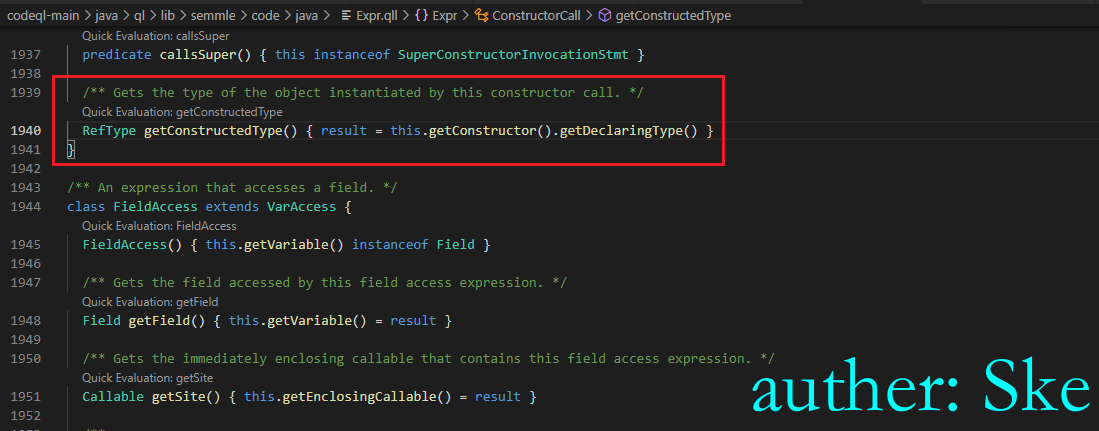 codeql-main > java > ql > lib > semmle > code > java > Expr.qll > {} Expr > ConstructorCall > getConstructedType
Quick Evaluation: callsSuper
1937 predicate callsSuper() { this instanceof SuperConstructorInvocationStmt }
1938
1939 /** Gets the type of the object instantiated by this constructor call. */
Quick Evaluation: getConstructedType
1940 RefType getConstructedType() { result = this.getConstructor().getDeclaringType() }
1941 }
1942
1943 /** An expression that accesses a field. */
1944 class FieldAccess extends VarAccess {
Quick Evaluation: FieldAccess
1945 FieldAccess() { this.getVariable() instanceof Field }
1946
1947 /** Gets the field accessed by this field access expression. */
Quick Evaluation: getField
1948 Field getField() { this.getVariable() = result }
1949
1950 /** Gets the immediately enclosing callable that contains this field access expression. */
Quick Evaluation: getSite
1951 Callable getSite() { this.getEnclosingCallable() = result }
1952
auther: Ske